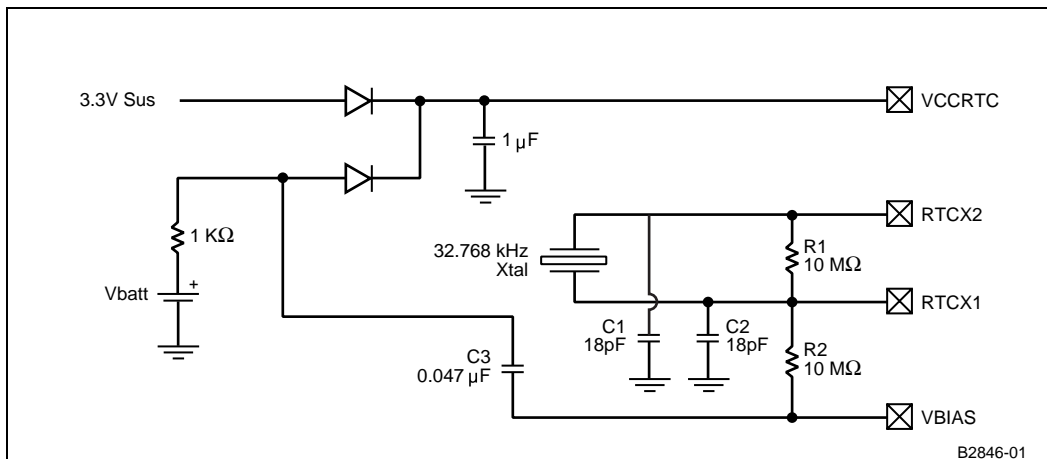 3.3V Sus
VCCRTC
1 µF
1 KΩ
Vbatt
+
32.768 kHz
Xtal
RTCX2
R1
10 MΩ
RTCX1
C1
18pF
C2
18pF
R2
10 MΩ
C3
0.047 µF
VBIAS
B2846-01